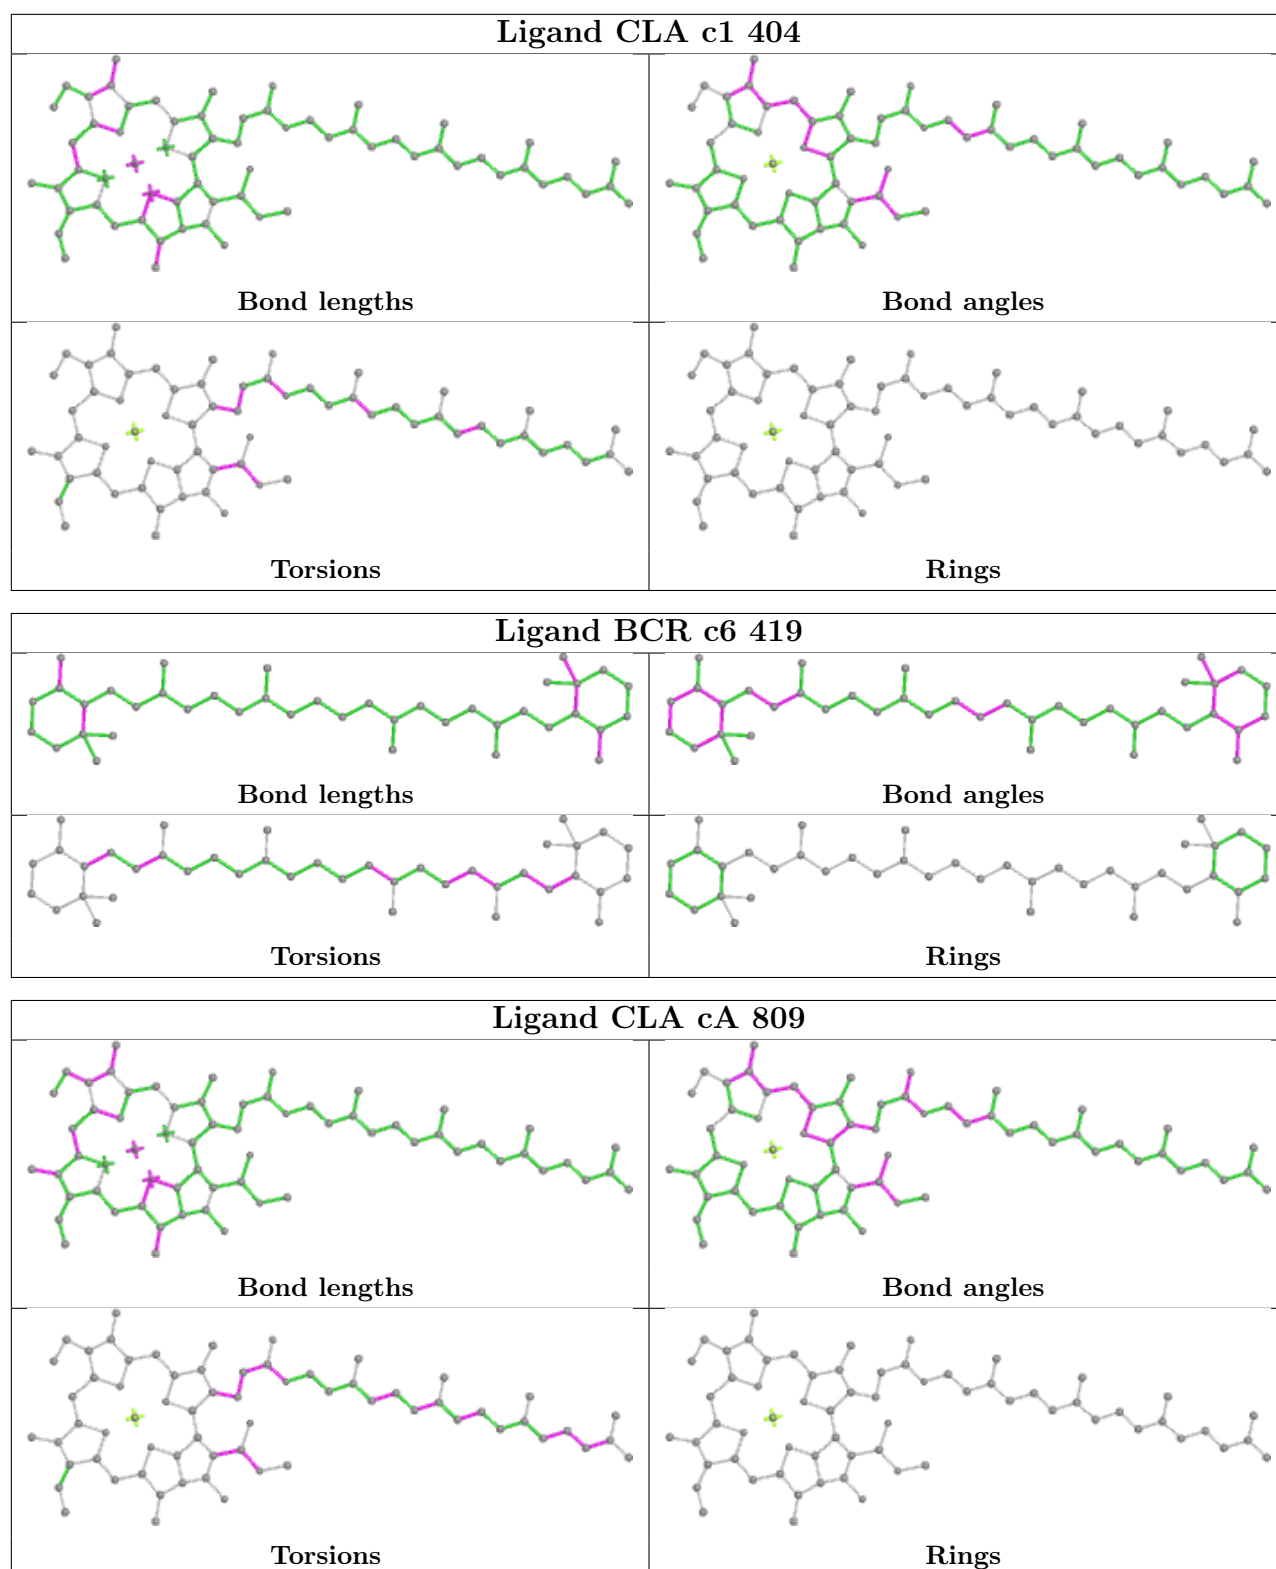 Ligand CLA c1 404
Bond lengths
Bond angles
Torsions
Rings
Ligand BCR c6 419
Bond lengths
Bond angles
Torsions
Rings
Ligand CLA cA 809
Bond lengths
Bond angles
Torsions
Rings